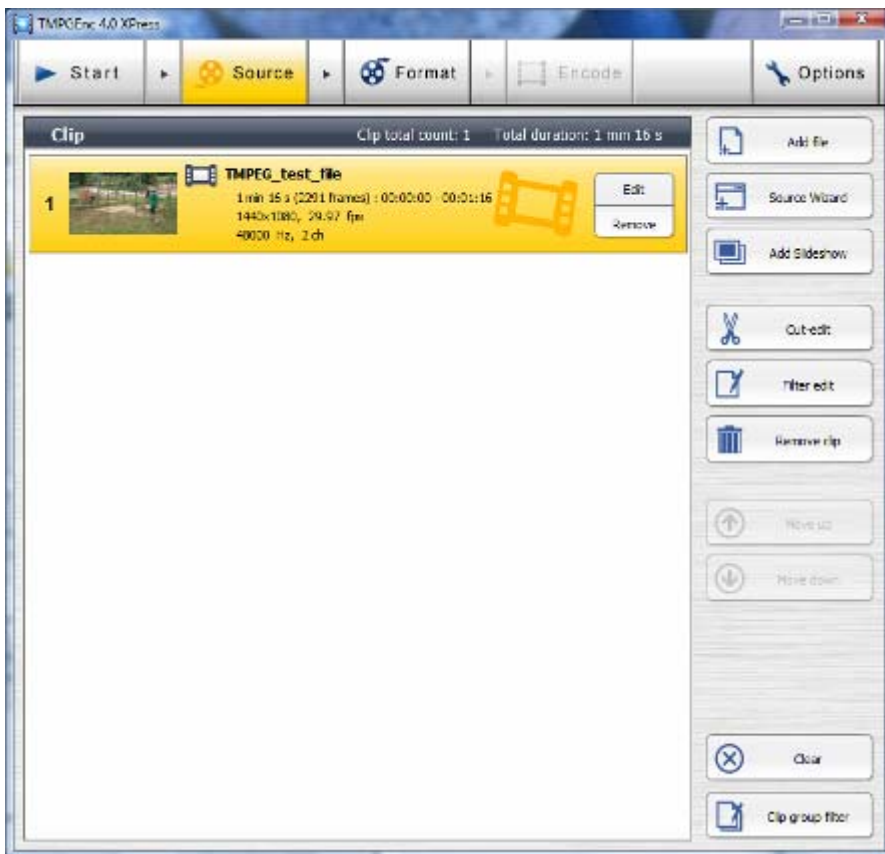 TMPGEnc 4.0 XPress
Start
Source
Format
Encode
Options
Clip Clip total count: 1 Total duration: 1 min 16 s
1
TMPEG_test_file
1 min 16 s (2291 frames) : 00:00:00 - 00:01:16
1440x1080, 29.97 fps
48000 Hz, 2 ch
Edit
Remove
Add file
Source Wizard
Add Slideshow
Cut-edit
Filter edit
Remove clip
Move up
Move down
Clear
Clip group filter